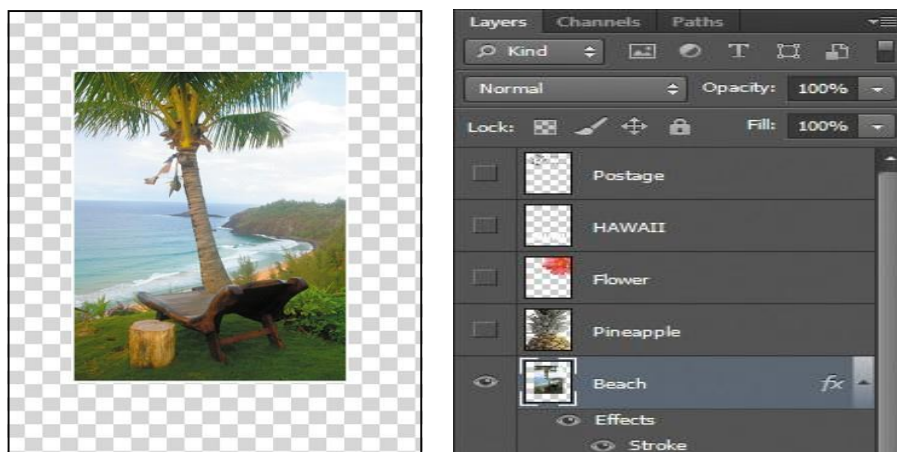 Layers Channels Paths
Kind T
Normal Opacity: 100%
Lock: Fill: 100%
Postage
HAWAII
Flower
Pineapple
Beach fx
Effects
Stroke